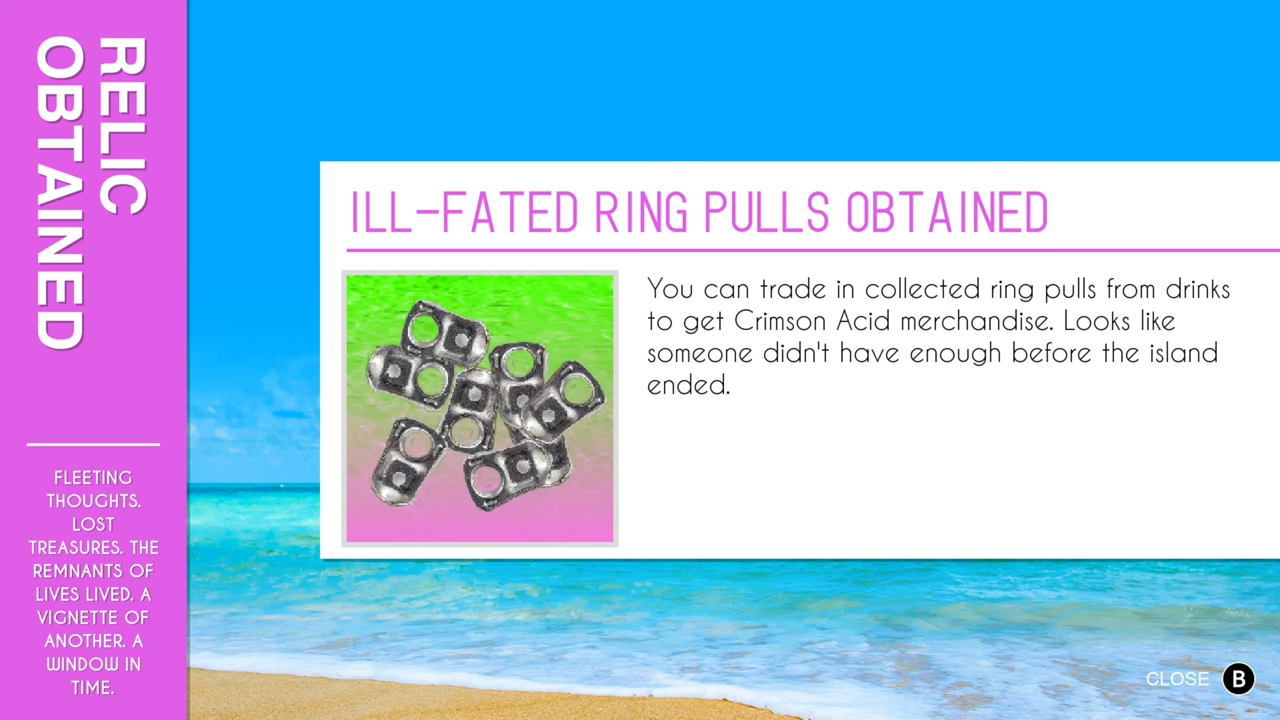 RELIC
OBTAINED
FLEETING
THOUGHTS.
LOST
TREASURES. THE
REMNANTS OF
LIVES LIVED. A
VIGNETTE OF
ANOTHER. A
WINDOW IN
TIME.
ILL-FATED RING PULLS OBTAINED
You can trade in collected ring pulls from drinks
to get Crimson Acid merchandise. Looks like
someone didn't have enough before the island
ended.
CLOSE B